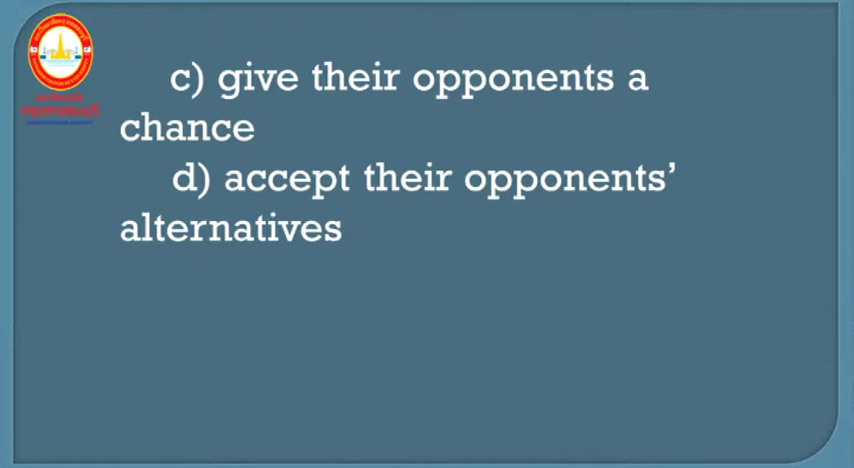 c) give their opponents a
chance
d) accept their opponents’
alternatives